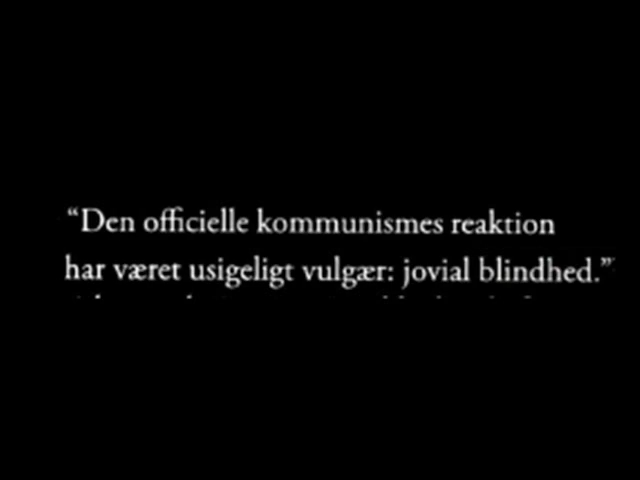 “Den officielle kommunismes reaktion
har været usigeligt vulgær: jovial blindhed.”